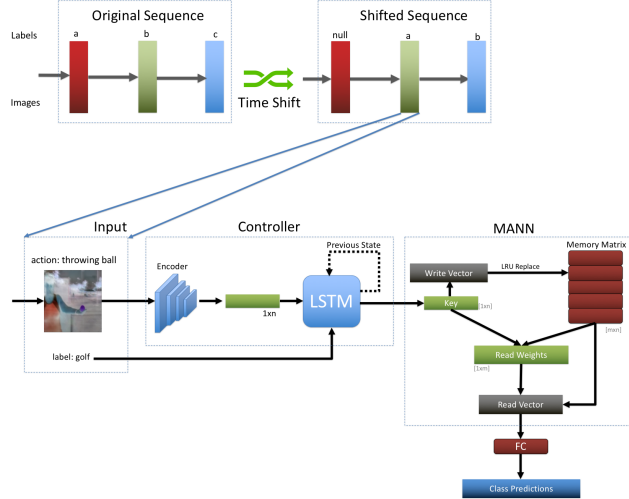 Original Sequence
Shifted Sequence
Labels
a
b
c
null
a
b
Images
Time Shift
Input
Controller
MANN
action: throwing ball
Encoder
Previous State
LSTM
1xn
label: golf
Memory Matrix
Write Vector
LRU Replace
Key
[1xn]
[mxn]
Read Weights
[1xm]
Read Vector
FC
Class Predictions